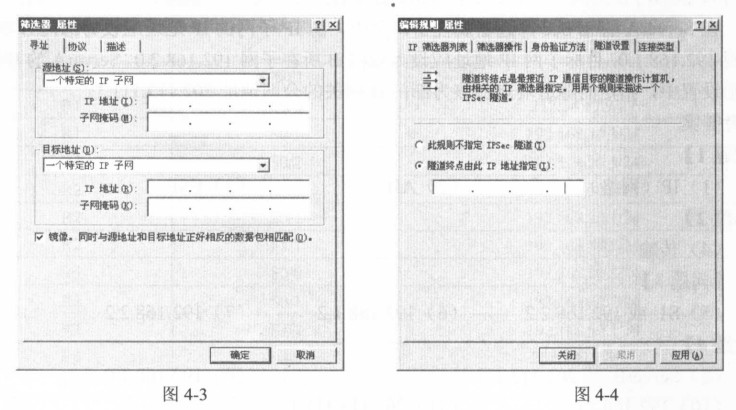 筛选器 属性
寻址 协议 描述
源地址(S):
一个特定的 IP 子网
IP 地址(I):
子网掩码(M):
目标地址(D):
一个特定的 IP 子网
IP 地址(R):
子网掩码(K):
镜像。同时与源地址和目标地址正好相反的数据包相匹配(O)。
确定 取消
图 4-3
编辑规则 属性
IP 筛选器列表 筛选器操作 身份验证方法 隧道设置 连接类型
隧道终结点是最接近 IP 通信目标的隧道操作计算机,
由相关的 IP 筛选器指定。用两个规则来描述一个
IPSec 隧道。
此规则不指定 IPSec 隧道(T)
隧道终点由此 IP 地址指定(I):
关闭 取消 应用(A)
图 4-4